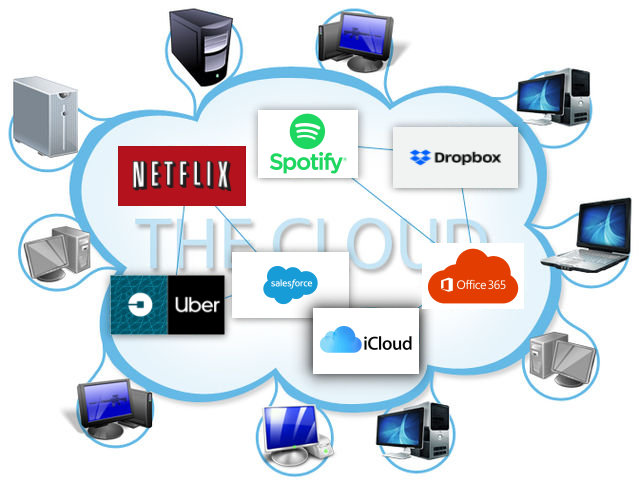 Spotify
Dropbox
NETFLIX
THE CLOUD
Uber
salesforce
Office 365
iCloud